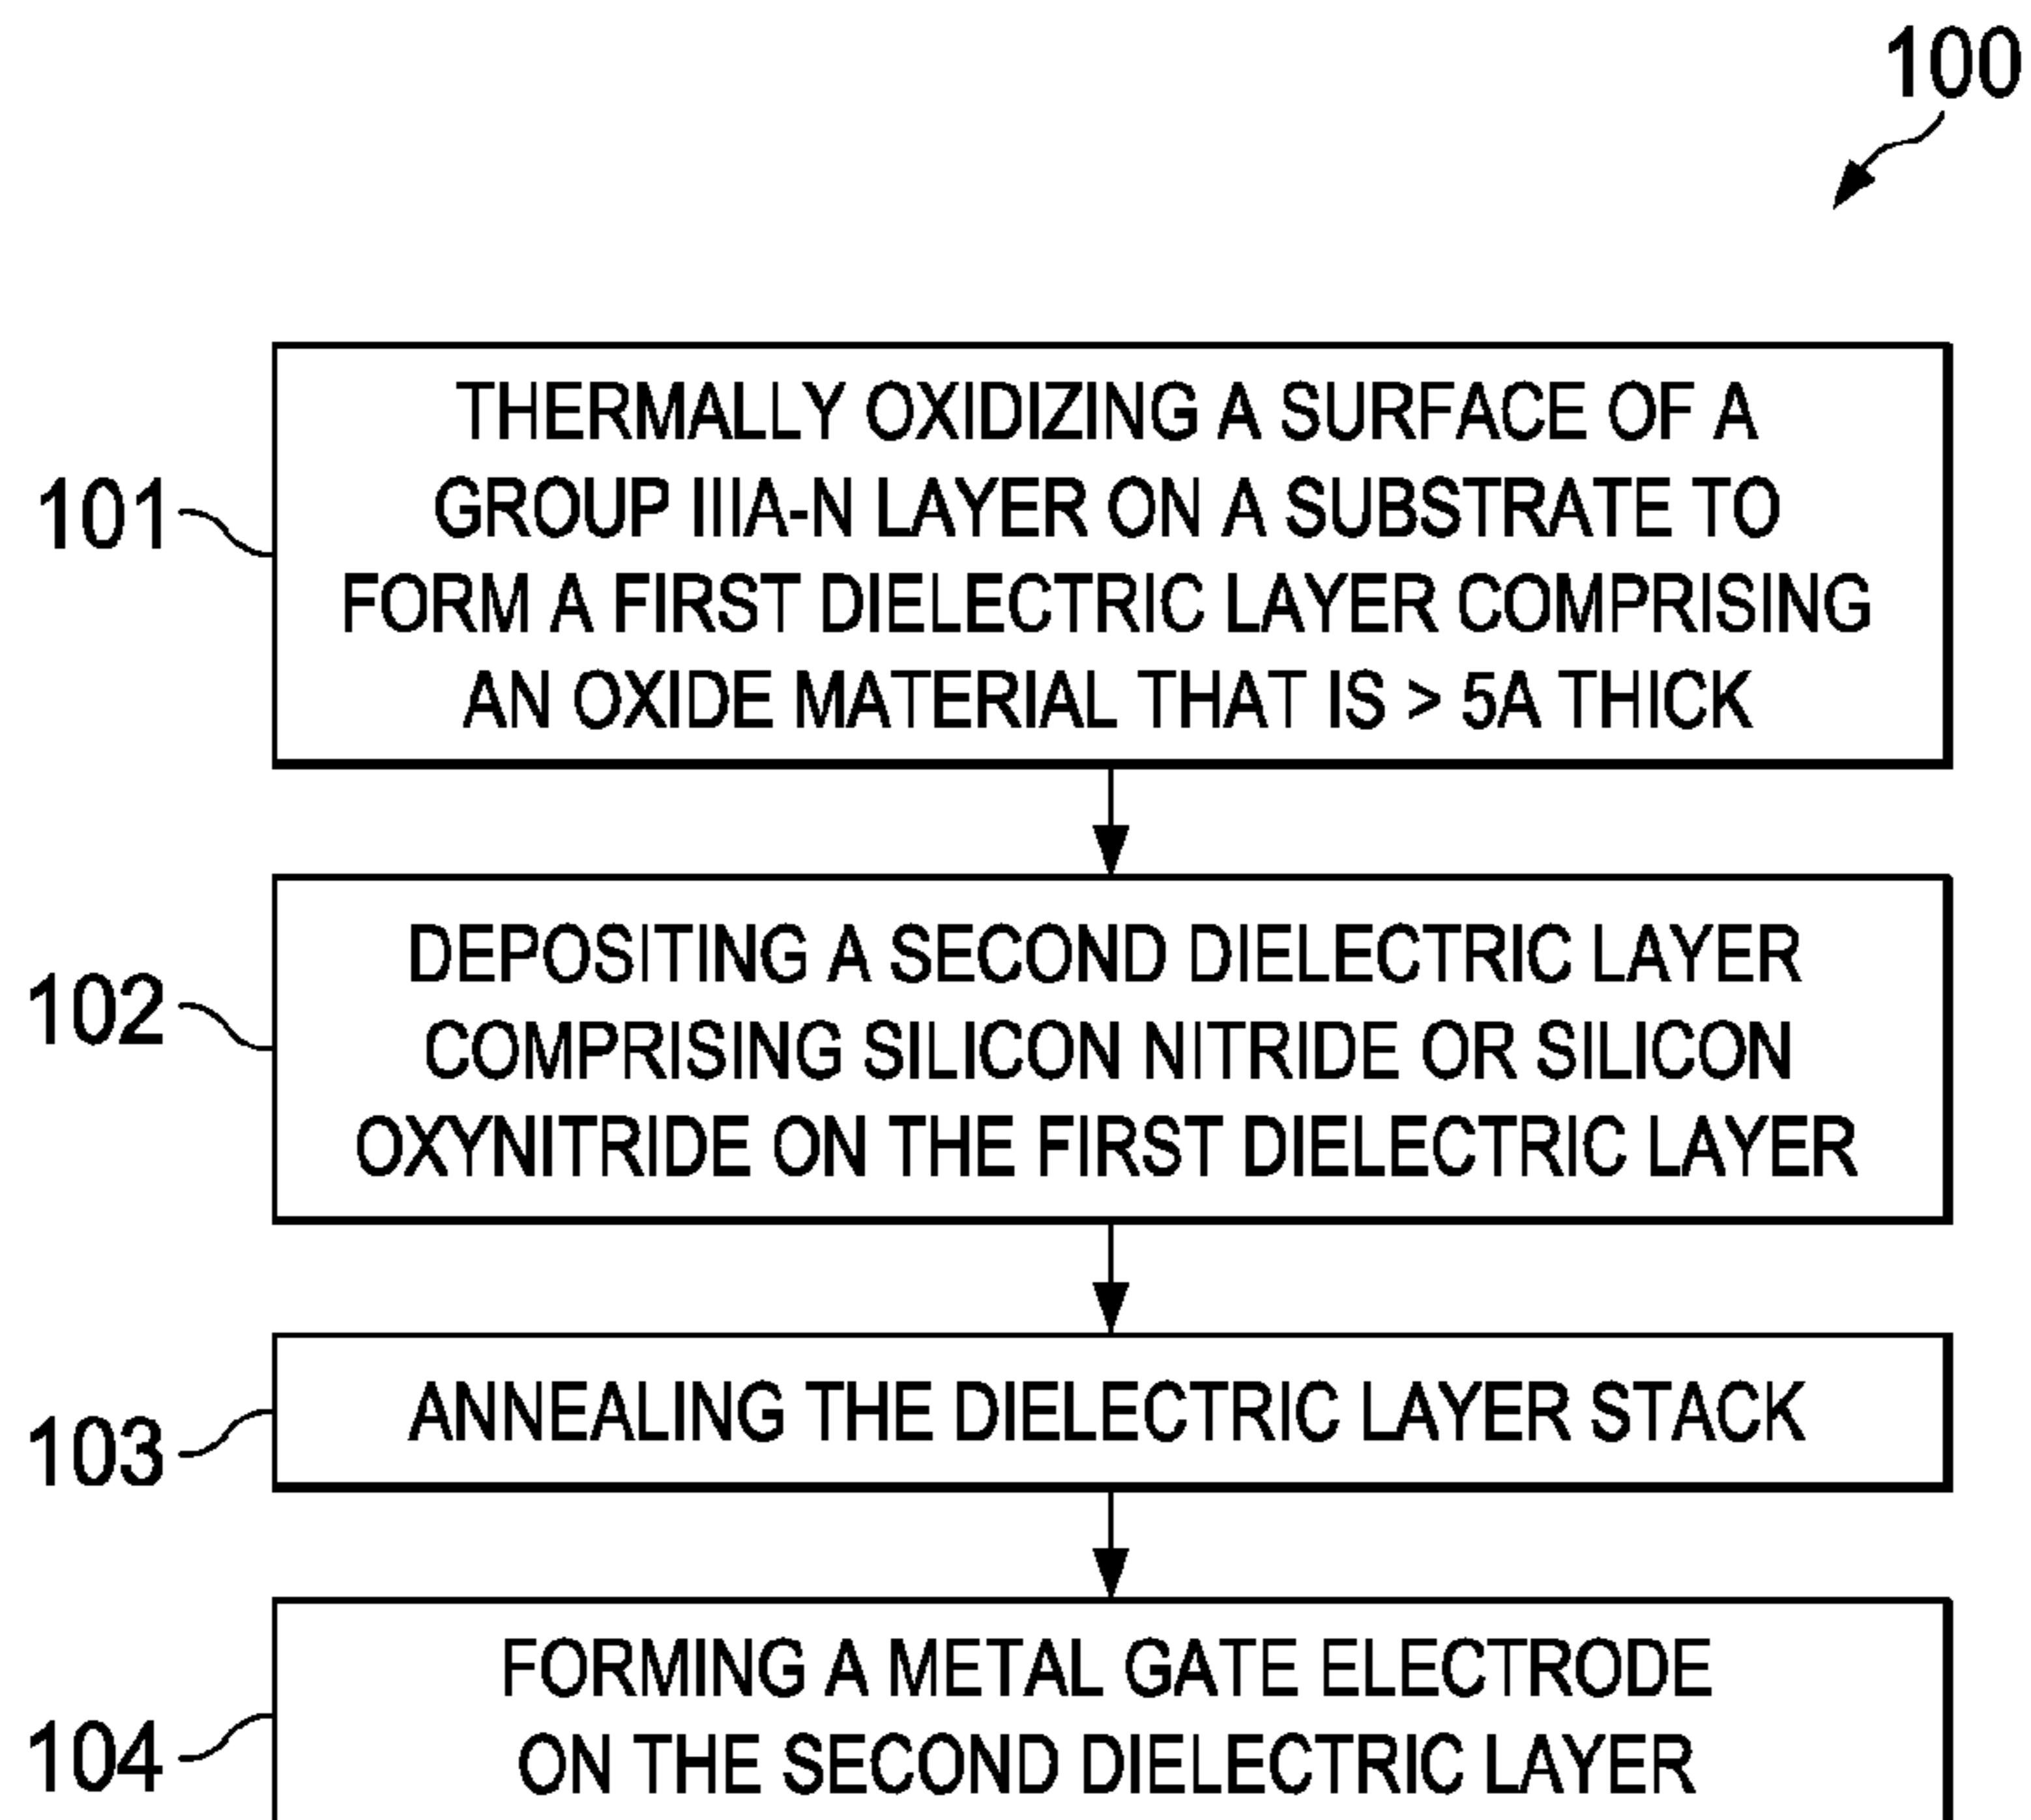 100
101
THERMALLY OXIDIZING A SURFACE OF A
GROUP IIIA-N LAYER ON A SUBSTRATE TO
FORM A FIRST DIELECTRIC LAYER COMPRISING
AN OXIDE MATERIAL THAT IS > 5A THICK
102
DEPOSITING A SECOND DIELECTRIC LAYER
COMPRISING SILICON NITRIDE OR SILICON
OXYNITRIDE ON THE FIRST DIELECTRIC LAYER
103
ANNEALING THE DIELECTRIC LAYER STACK
104
FORMING A METAL GATE ELECTRODE
ON THE SECOND DIELECTRIC LAYER